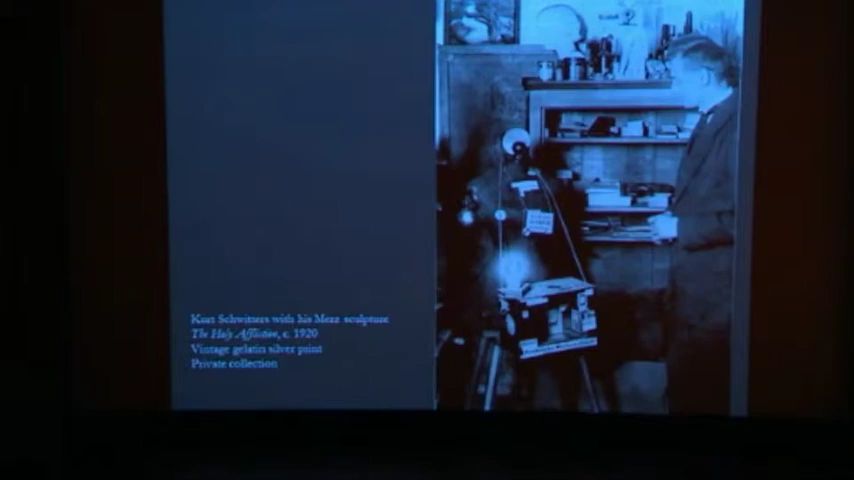 Kurt Schwitters with his Merz sculpture
The Holy Affliction, c. 1920
Vintage gelatin silver print
Private collection